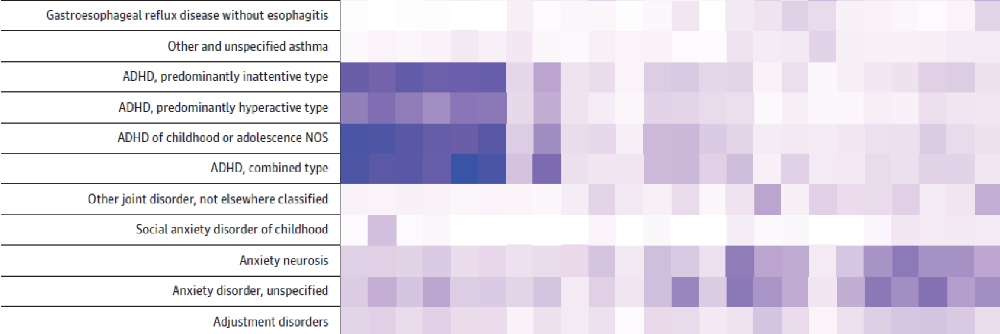 Gastroesophageal reflux disease without esophagitis
Other and unspecified asthma
ADHD, predominantly inattentive type
ADHD, predominantly hyperactive type
ADHD of childhood or adolescence NOS
ADHD, combined type
Other joint disorder, not elsewhere classified
Social anxiety disorder of childhood
Anxiety neurosis
Anxiety disorder, unspecified
Adjustment disorders